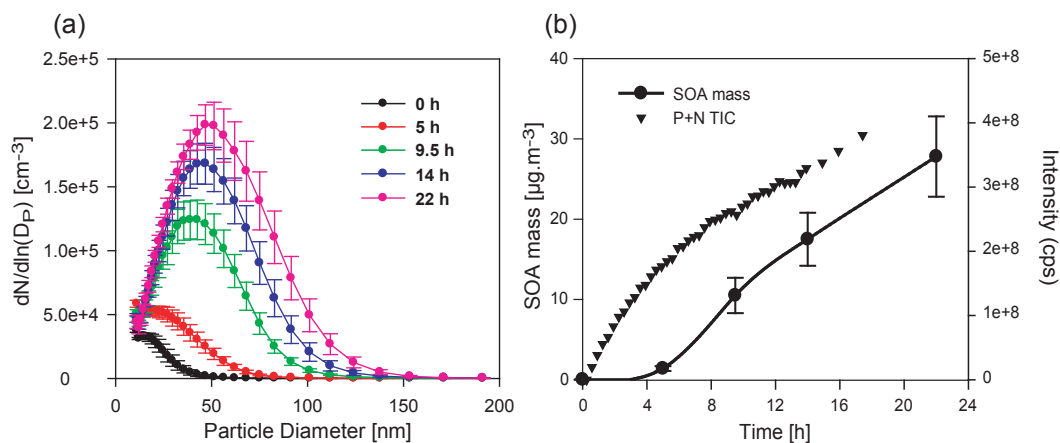 (a)
2.5e+5
2.0e+5
1.5e+5
1.0e+5
5.0e+4
0
dN/dln(Dₚ) [cm⁻³]
0 h
5 h
9.5 h
14 h
22 h
0 50 100 150 200
Particle Diameter [nm]
(b)
40
30
20
10
0
SOA mass [µg.m⁻³]
SOA mass
P+N TIC
5e+8
4e+8
3e+8
2e+8
1e+8
0
Intensity (cps)
0 4 8 12 16 20 24
Time [h]